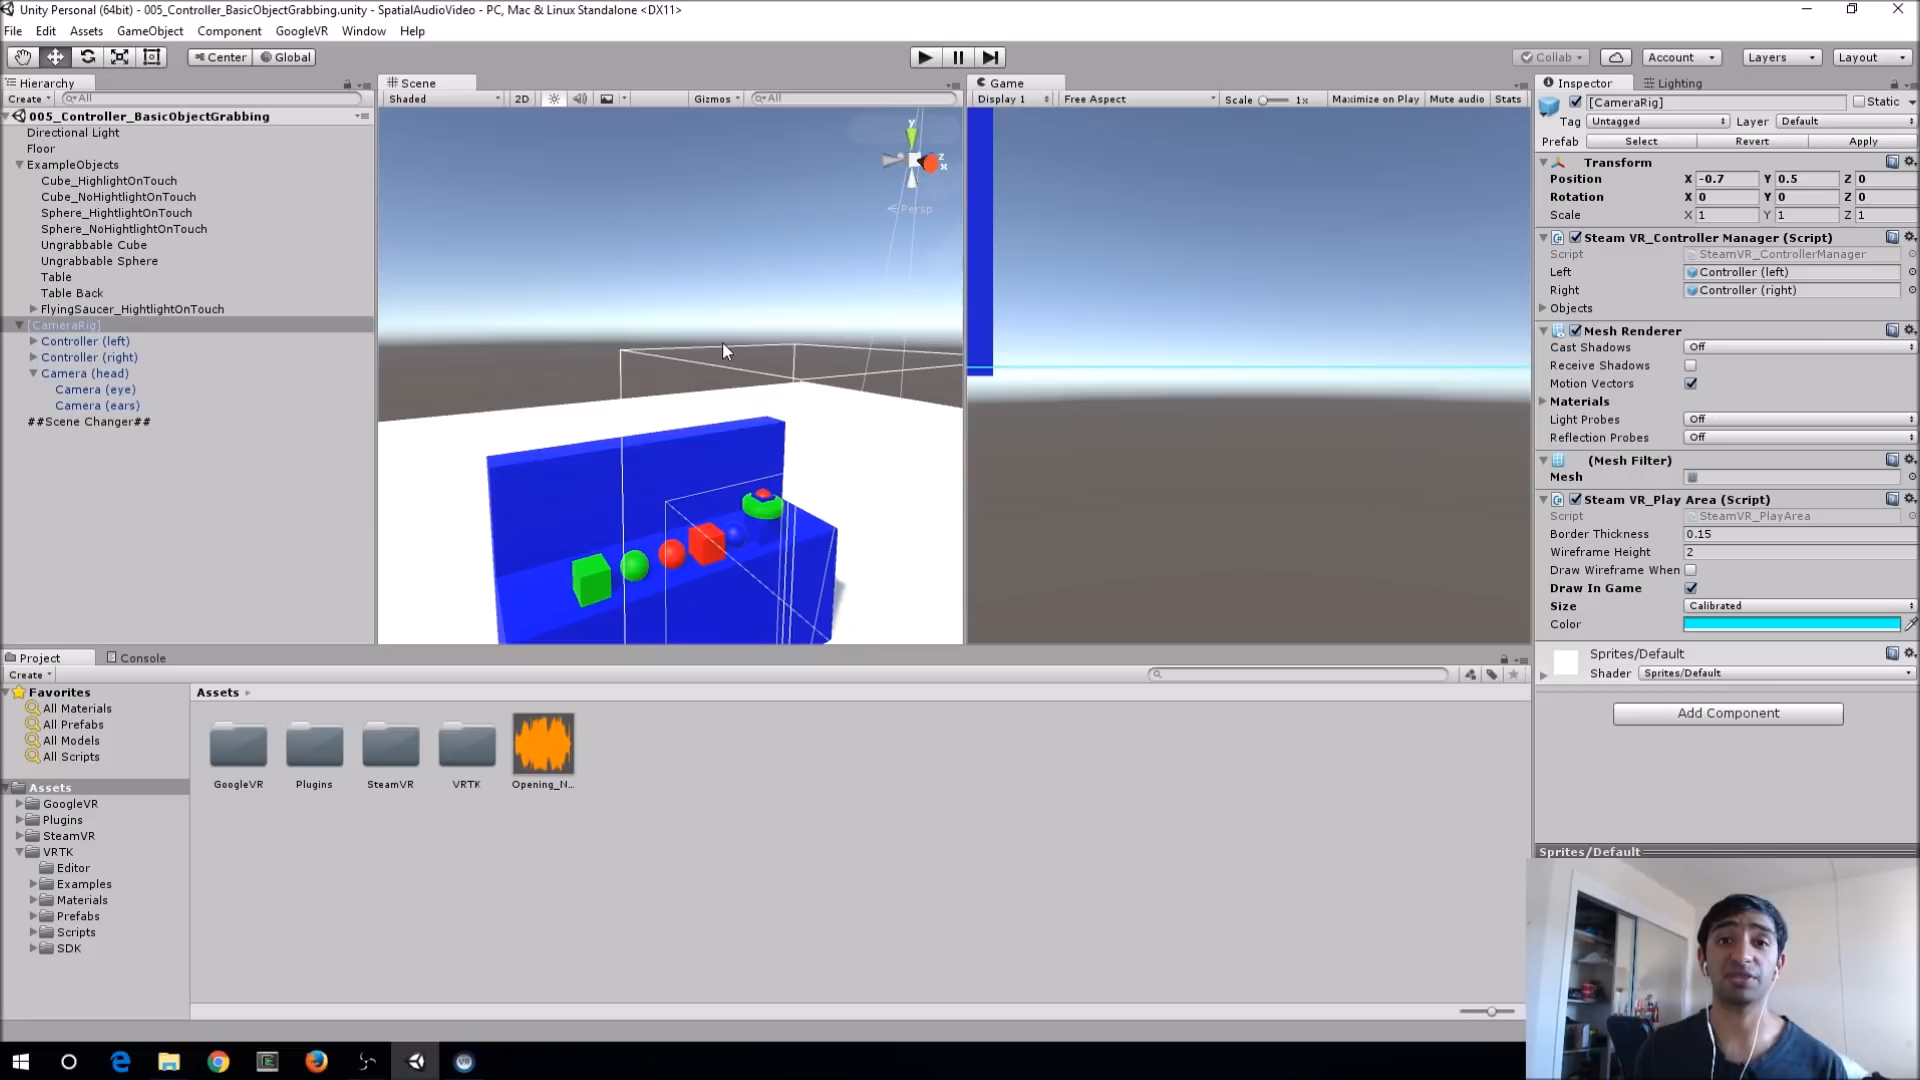 Unity Personal (64bit) - 005_Controller_BasicObjectGrabbing.unity - SpatialAudioVideo - PC, Mac & Linux Standalone <DX11>
File Edit Assets GameObject Component GoogleVR Window Help
Center Global Collab Account Layers Layout
Hierarchy
Create All
005_Controller_BasicObjectGrabbing
Directional Light
Floor
ExampleObjects
Cube_HighlightOnTouch
Cube_NoHightlightOnTouch
Sphere_HightlightOnTouch
Sphere_NoHightlightOnTouch
Ungrabbable Cube
Ungrabbable Sphere
Table
Table Back
FlyingSaucer_HightlightOnTouch
[CameraRig]
Controller (left)
Controller (right)
Camera (head)
Camera (eye)
Camera (ears)
##Scene Changer##
Scene
Shaded 2D Gizmos All
y
z
x
Persp
Game
Display 1 Free Aspect Scale 1x Maximize on Play Mute audio Stats
Inspector Lighting
[CameraRig] Static
Tag Untagged Layer Default
Prefab Select Revert Apply
Transform
Position X -0.7 Y 0.5 Z 0
Rotation X 0 Y 0 Z 0
Scale X 1 Y 1 Z 1
Steam VR_Controller Manager (Script)
Script SteamVR_ControllerManager
Left Controller (left)
Right Controller (right)
Objects
Mesh Renderer
Cast Shadows Off
Receive Shadows
Motion Vectors
Materials
Light Probes Off
Reflection Probes Off
(Mesh Filter)
Mesh
Steam VR_Play Area (Script)
Script SteamVR_PlayArea
Border Thickness 0.15
Wireframe Height 2
Draw Wireframe When
Draw In Game
Size Calibrated
Color
Sprites/Default
Shader Sprites/Default
Add Component
Sprites/Default
Project Console
Create
Favorites
All Materials
All Prefabs
All Models
All Scripts
Assets
GoogleVR
Plugins
SteamVR
VRTK
Editor
Examples
Materials
Prefabs
Scripts
SDK
Assets
GoogleVR Plugins SteamVR VRTK Opening_N...